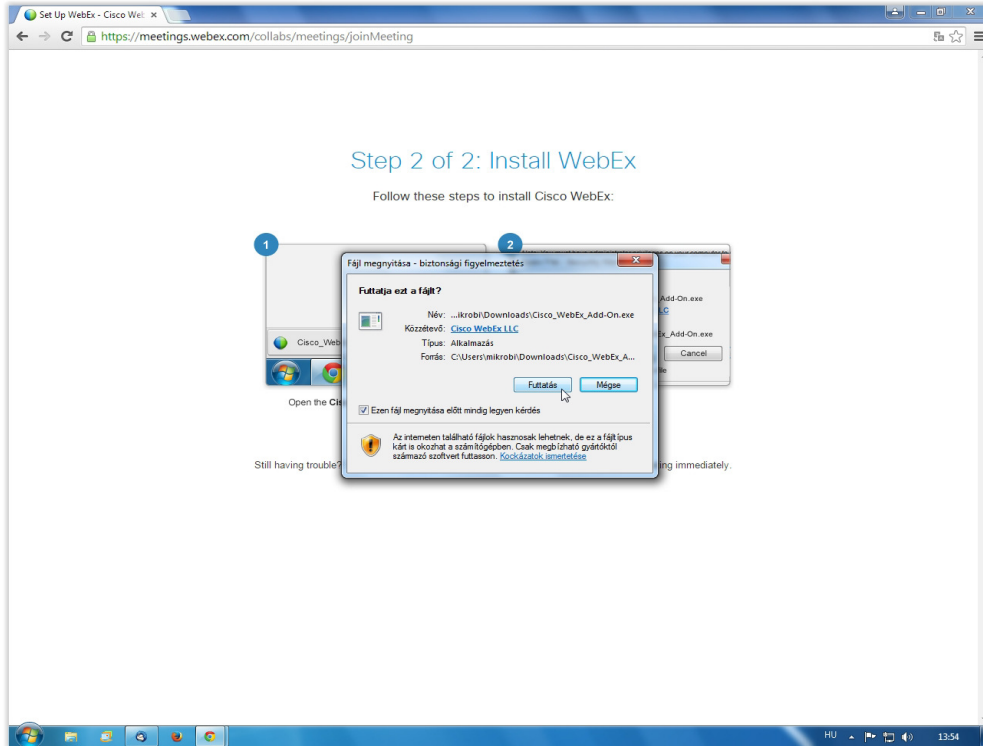 Set Up WebEx - Cisco Wel
https://meetings.webex.com/collabs/meetings/joinMeeting
Step 2 of 2: Install WebEx
Follow these steps to install Cisco WebEx:
1
2
Fájl megnyitása - biztonsági figyelmeztetés
Futtatja ezt a fájlt?
Név: ...ikrobi\Downloads\Cisco_WebEx_Add-On.exe
Közzétevő: Cisco WebEx LLC
Típus: Alkalmazás
Forrás: C:\Users\mikrobi\Downloads\Cisco_WebEx_A...
Futtatás
Mégse
Ezen fájl megnyitása előtt mindig legyen kérdés
Az interneten található fájlok hasznosak lehetnek, de ez a fájltípus
kárt is okozhat a számítógépben. Csak megbízható gyártóktól
származó szoftvert futtasson. Kockázatok ismertetése
Cisco_Web
Add-On.exe
LC
Ex_Add-On.exe
Cancel
file
Open the Cis
Still having trouble?
ing immediately.
HU
13:54